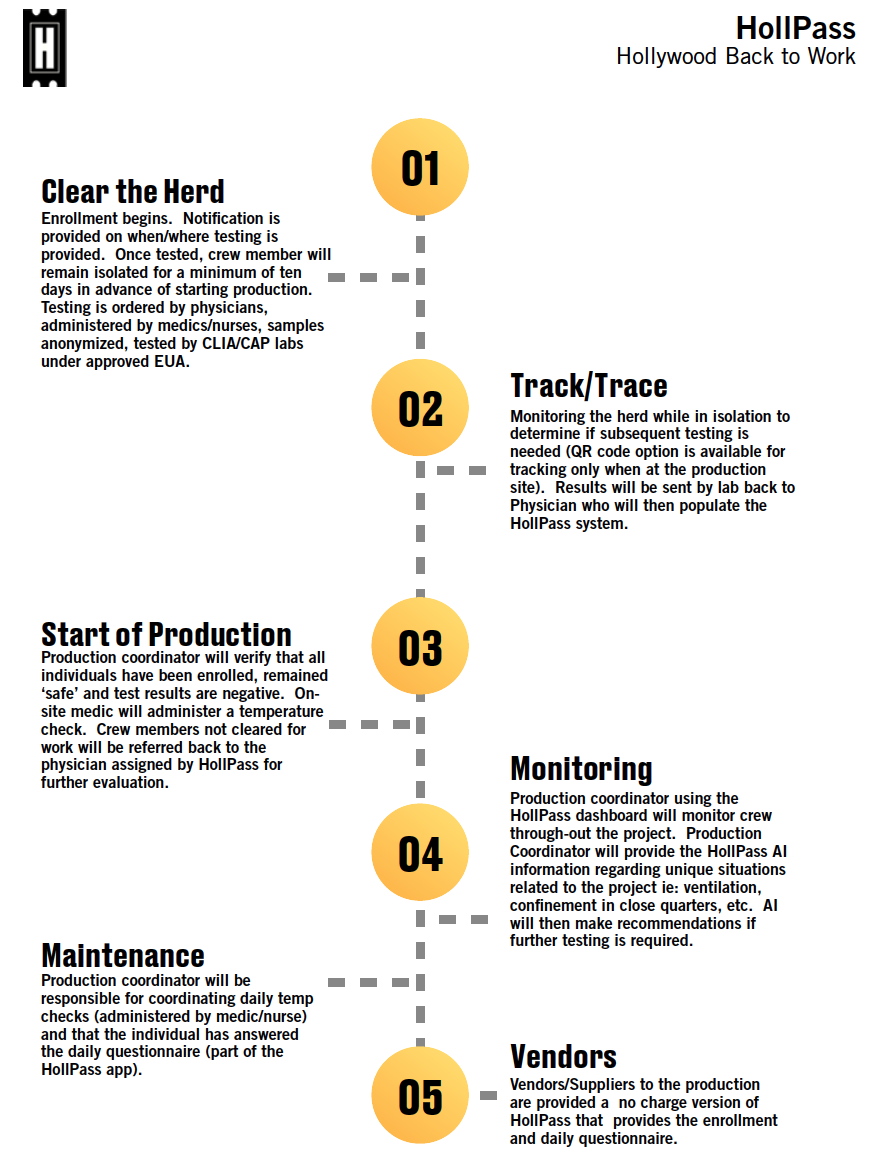 H
HollPass
Hollywood Back to Work
01
Clear the Herd
Enrollment begins.  Notification is
provided on when/where testing is
provided.  Once tested, crew member will
remain isolated for a minimum of ten
days in advance of starting production.
Testing is ordered by physicians,
administered by medics/nurses, samples
anonymized, tested by CLIA/CAP labs
under approved EUA.
02
Track/Trace
Monitoring the herd while in isolation to
determine if subsequent testing is
needed (QR code option is available for
tracking only when at the production
site).  Results will be sent by lab back to
Physician who will then populate the
HollPass system.
03
Start of Production
Production coordinator will verify that all
individuals have been enrolled, remained
‘safe’ and test results are negative.  On-
site medic will administer a temperature
check.  Crew members not cleared for
work will be referred back to the
physician assigned by HollPass for
further evaluation.
04
Monitoring
Production coordinator using the
HollPass dashboard will monitor crew
through-out the project.  Production
Coordinator will provide the HollPass AI
information regarding unique situations
related to the project ie: ventilation,
confinement in close quarters, etc.  AI
will then make recommendations if
further testing is required.
Maintenance
Production coordinator will be
responsible for coordinating daily temp
checks (administered by medic/nurse)
and that the individual has answered
the daily questionnaire (part of the
HollPass app).
05
Vendors
Vendors/Suppliers to the production
are provided a  no charge version of
HollPass that  provides the enrollment
and daily questionnaire.